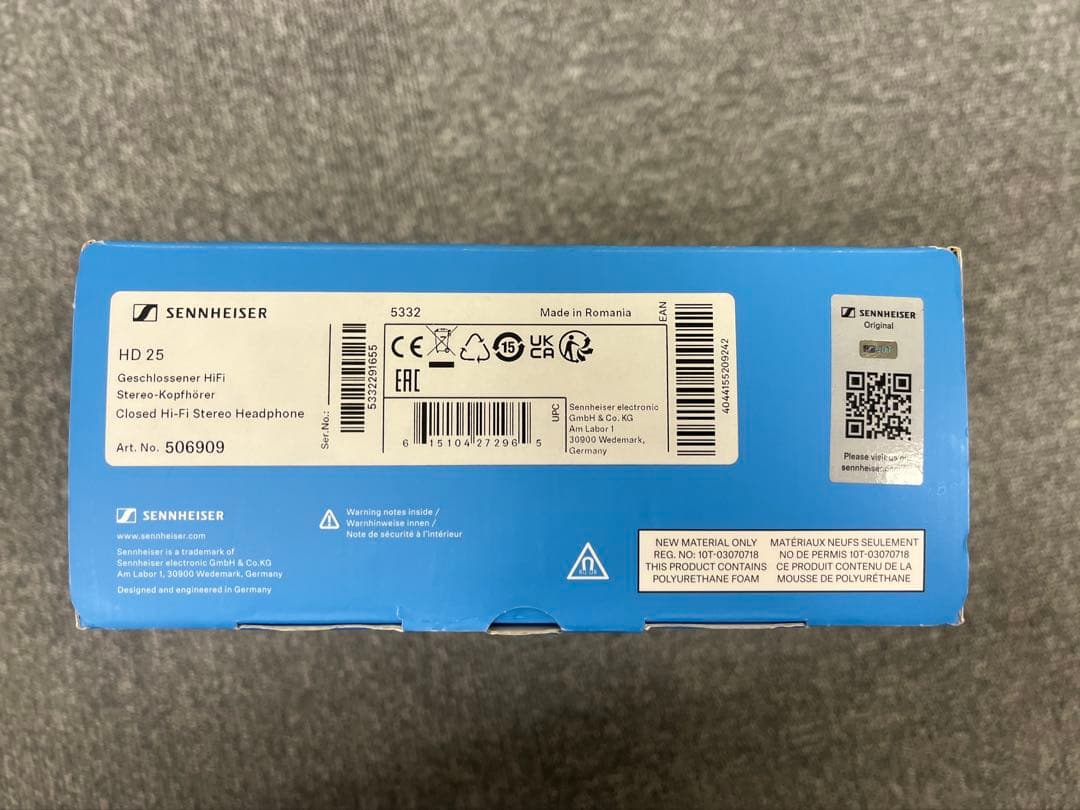 SENNHEISER
HD 25
Geschlossener HiFi
Stereo-Kopfhörer
Closed Hi-Fi Stereo Headphone
Art. No. 506909
Ser.No.:
5332291655
5332
Made in Romania
CE
15
UK
CA
EAC
6 15104 27296 5
UPC
Sennheiser electronic
GmbH & Co. KG
Am Labor 1
30900 Wedemark,
Germany
EAN
4044155209242
SENNHEISER
Original
Please visit us
sennheiser
SENNHEISER
www.sennheiser.com
Sennheiser is a trademark of
Sennheiser electronic GmbH & Co.KG
Am Labor 1, 30900 Wedemark, Germany
Designed and engineered in Germany
Warning notes inside /
Warnhinweise innen /
Note de sécurité à l'intérieur
NEW MATERIAL ONLY
REG. NO: 10T-03070718
THIS PRODUCT CONTAINS
POLYURETHANE FOAM
MATÉRIAUX NEUFS SEULEMENT
NO DE PERMIS 10T-03070718
CE PRODUIT CONTENU DE LA
MOUSSE DE POLYURÉTHANE